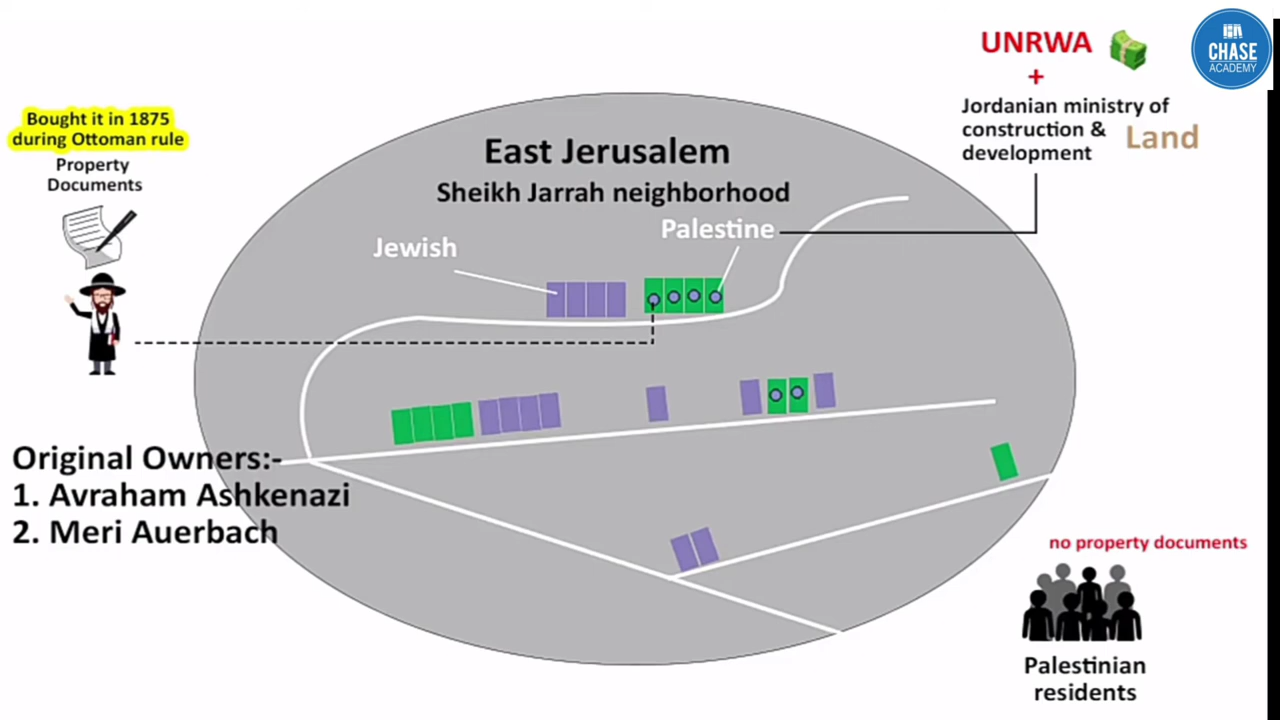 UNRWA
+
Jordanian ministry of
construction &
development
Land
CHASE
ACADEMY
Bought it in 1875
during Ottoman rule
Property
Documents
East Jerusalem
Sheikh Jarrah neighborhood
Palestine
Jewish
Original Owners:-
1. Avraham Ashkenazi
2. Meri Auerbach
no property documents
Palestinian
residents